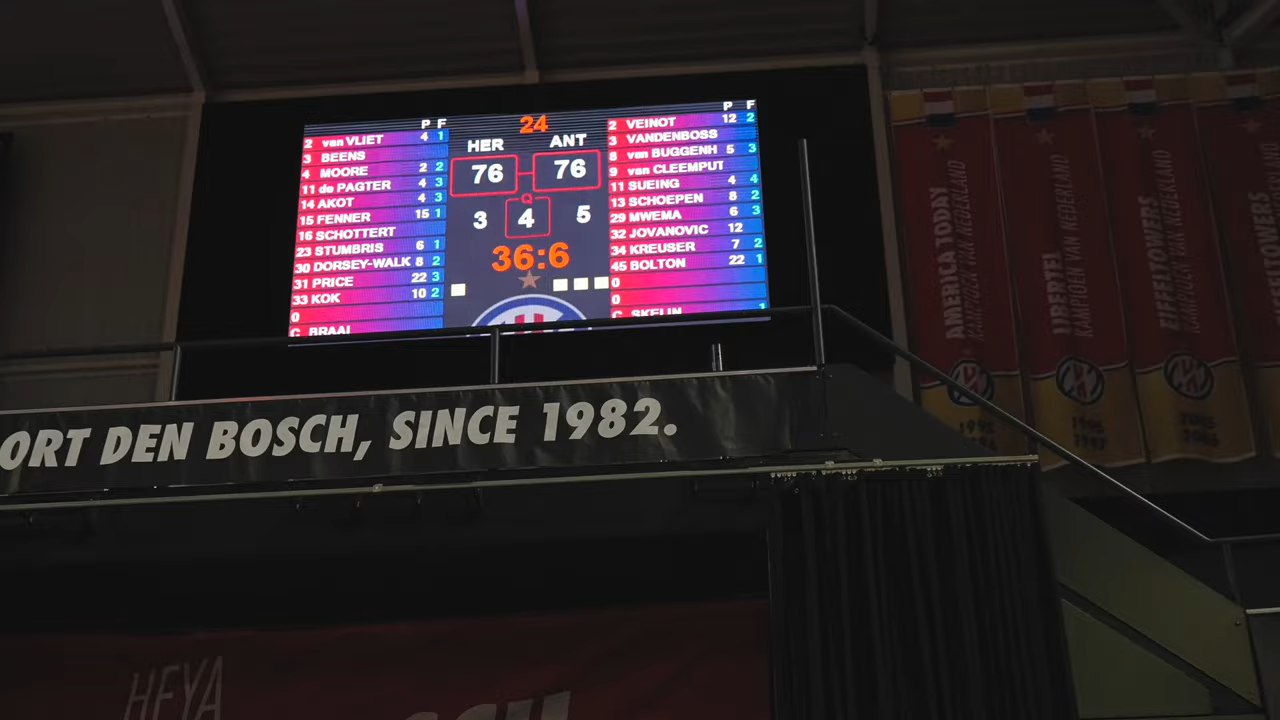 P F 24 P F
HER ANT
76 76
Q
3 4 5
36:6
2 van VLIET 4 1
3 BEENS
4 MOORE 2 2
11 de PAGTER 4 3
14 AKOT 4 3
15 FENNER 15 1
16 SCHOTTERT
23 STUMBRIS 6 1
30 DORSEY-WALK 8 2
31 PRICE 22 3
33 KOK 10 2
0
C BRAAL
2 VEINOT 12 2
3 VANDENBOSS
8 van BUGGENH 5 3
9 van CLEEMPUT
11 SUEING 4 4
13 SCHOEPEN 8 2
29 MWEMA 6 3
32 JOVANOVIC 12
34 KREUSER 7 2
45 BOLTON 22 1
0
0
C SKELIN 1
ORT DEN BOSCH, SINCE 1982.
AMERICA TODAY
KAMPIOEN VAN NEDERLAND
LIBERTEL
KAMPIOEN VAN NEDERLAND
1997
EIFFELTOWERS
KAMPIOEN VAN NEDERLAND
EIFFELTOWERS
HEYA